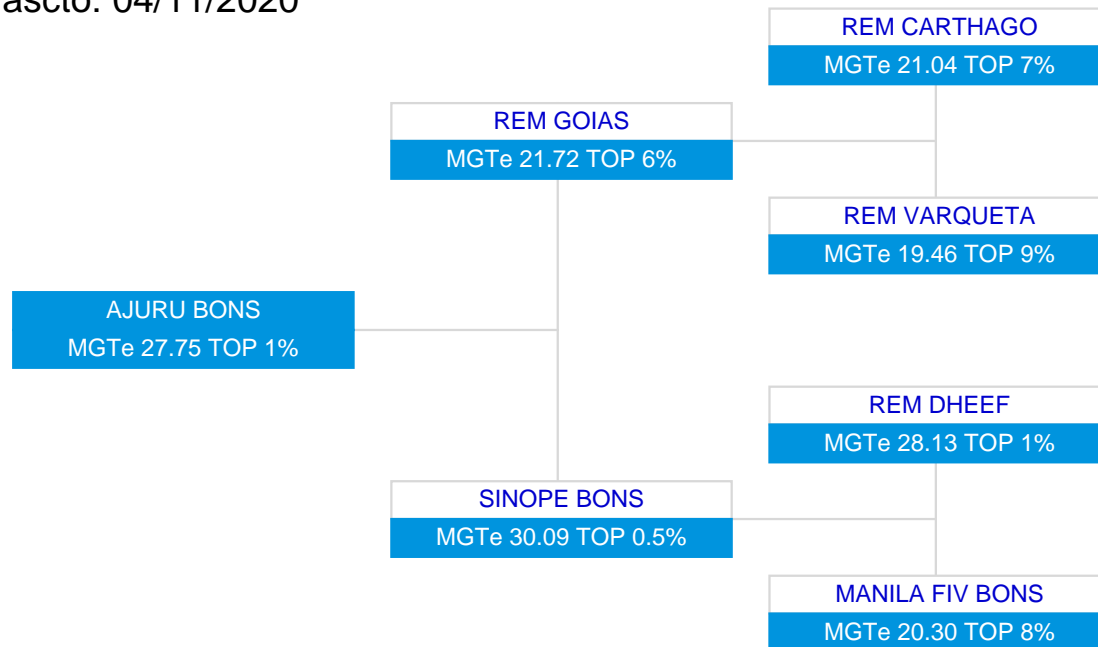 ascto: 04/11/2020
REM CARTHAGO
MGTe 21.04 TOP 7%
REM GOIAS
MGTe 21.72 TOP 6%
REM VARQUETA
MGTe 19.46 TOP 9%
AJURU BONS
MGTe 27.75 TOP 1%
REM DHEEF
MGTe 28.13 TOP 1%
SINOPE BONS
MGTe 30.09 TOP 0.5%
MANILA FIV BONS
MGTe 20.30 TOP 8%